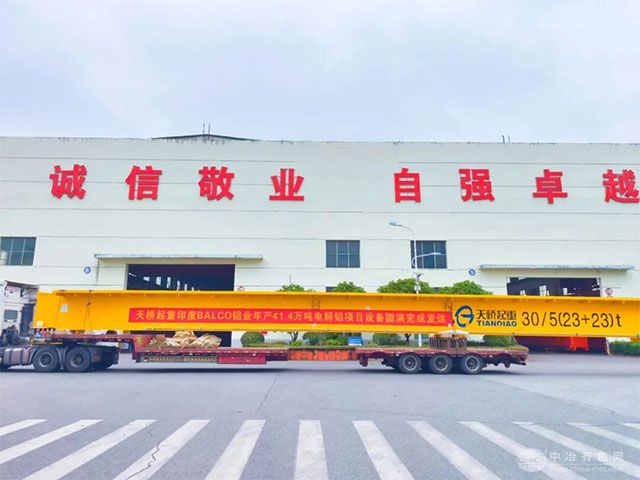 诚信敬业 自强卓越
天桥起重印度BALCO铝业年产41.4万吨电解铝项目设备圆满完成发运
天桥起重
TIANQIAO
30/5(23+23)t
中冶有色网